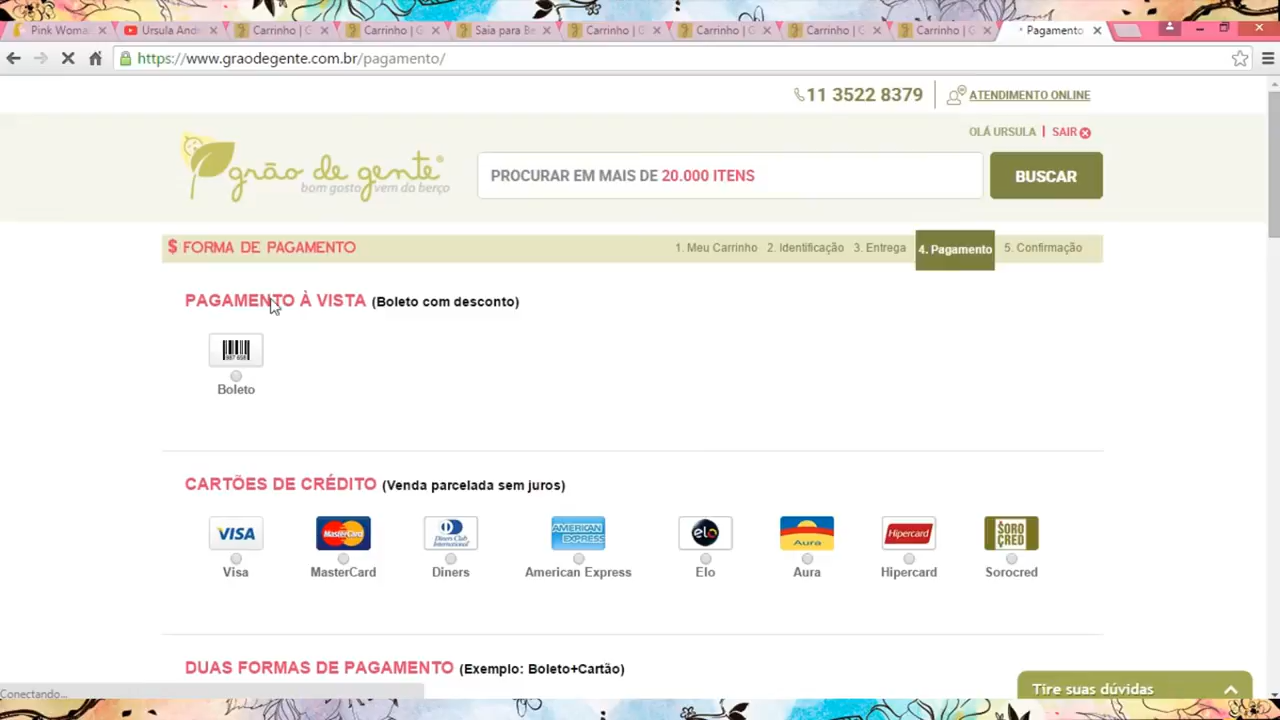 Pink Woma
Ursula Andr
Carrinho | G
Carrinho | G
Saia para Be
Carrinho | G
Carrinho | G
Carrinho | G
Carrinho | G
Pagamento
https://www.graodegente.com.br/pagamento/
11 3522 8379
ATENDIMENTO ONLINE
OLÁ URSULA | SAIR
grão de gente®
bom gosto vem do berço
PROCURAR EM MAIS DE 20.000 ITENS
BUSCAR
$ FORMA DE PAGAMENTO
1. Meu Carrinho 2. Identificação 3. Entrega 4. Pagamento 5. Confirmação
PAGAMENTO À VISTA (Boleto com desconto)
987 658
Boleto
CARTÕES DE CRÉDITO (Venda parcelada sem juros)
VISA MasterCard Diners Club International AMERICAN EXPRESS elo Aura Hipercard SORO CRED
Visa MasterCard Diners American Express Elo Aura Hipercard Sorocred
DUAS FORMAS DE PAGAMENTO (Exemplo: Boleto+Cartão)
Tire suas dúvidas
Conectando...